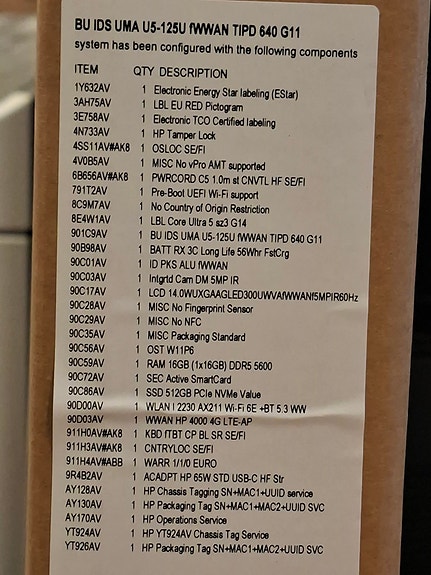 BU IDS UMA U5-125U fWWAN TIPD 640 G11
system has been configured with the following components
ITEM QTY DESCRIPTION
1Y632AV 1 Electronic Energy Star labeling (EStar)
3AH75AV 1 LBL EU RED Pictogram
3E758AV 1 Electronic TCO Certified labeling
4N733AV 1 HP Tamper Lock
4SS11AV#AK8 1 OSLOC SE/FI
4V0B5AV 1 MISC No vPro AMT supported
6B656AV#AK8 1 PWRCORD C5 1.0m st CNVTL HF SE/FI
791T2AV 1 Pre-Boot UEFI Wi-Fi support
8C9M7AV 1 No Country of Origin Restriction
8E4W1AV 1 LBL Core Ultra 5 sz3 G14
901C9AV 1 BU IDS UMA U5-125U fWWAN TIPD 640 G11
90B98AV 1 BATT RX 3C Long Life 56Whr FstCrg
90C01AV 1 ID PKS ALU fWWAN
90C03AV 1 Intgrtd Cam DM 5MP IR
90C17AV 1 LCD 14.0WUXGAAGLED300UWVAfWWANf5MPIR60Hz
90C28AV 1 MISC No Fingerprint Sensor
90C29AV 1 MISC No NFC
90C35AV 1 MISC Packaging Standard
90C56AV 1 OST W11P6
90C59AV 1 RAM 16GB (1x16GB) DDR5 5600
90C72AV 1 SEC Active SmartCard
90C86AV 1 SSD 512GB PCIe NVMe Value
90D00AV 1 WLAN I 2230 AX211 Wi-Fi 6E +BT 5.3 WW
90D03AV 1 WWAN HP 4000 4G LTE-AP
911H0AV#AK8 1 KBD fTBT CP BL SR SE/FI
911H3AV#AK8 1 CNTRYLOC SE/FI
911H4AV#ABB 1 WARR 1/1/0 EURO
9R4B2AV 1 ACADPT HP 65W STD USB-C HF Str
AY128AV 1 HP Chassis Tagging SN+MAC1+UUID service
AY130AV 1 HP Packaging Tag SN+MAC1+MAC2+UUID SVC
AY170AV 1 HP Operations Service
YT924AV 1 HP YT924AV Chassis Tag Service
YT926AV 1 HP Packaging Tag SN+MAC1+MAC2+UUID SVC